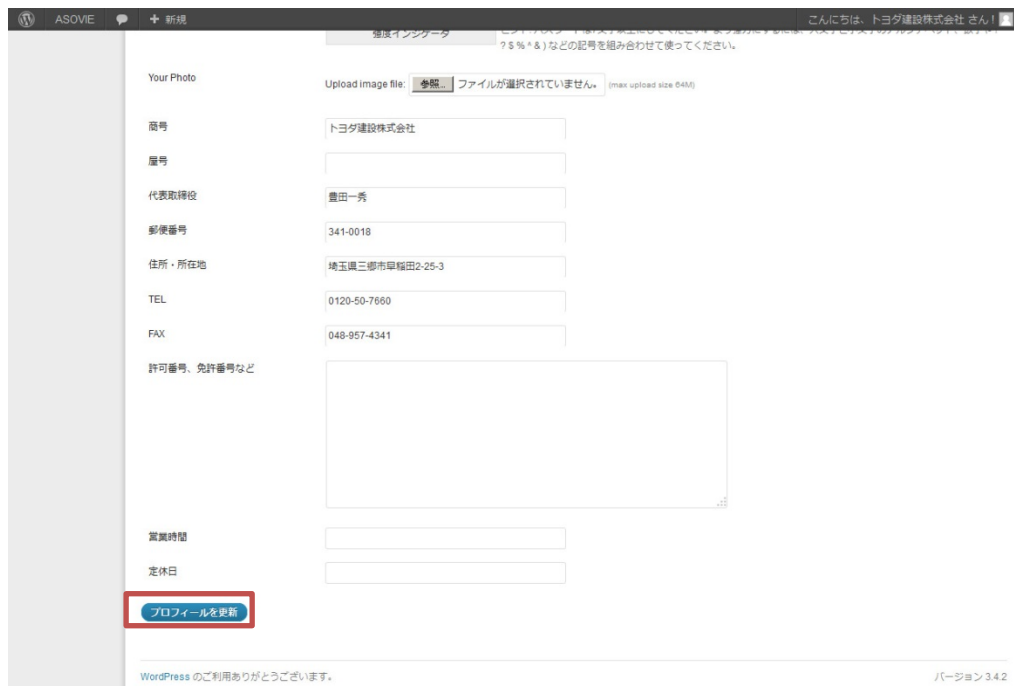 ASOVIE + 新規 こんにちは、トヨダ建設株式会社 さん !
強度インジケータ
? $ % ^ & ) などの記号を組み合わせて使ってください。
Your Photo Upload image file: 参照... ファイルが選択されていません。 (max upload size 64M)
商号 トヨダ建設株式会社
屋号
代表取締役 豊田一秀
郵便番号 341-0018
住所・所在地 埼玉県三郷市早稲田2-25-3
TEL 0120-50-7660
FAX 048-957-4341
許可番号、免許番号など
営業時間
定休日
プロフィールを更新
WordPress のご利用ありがとうございます。 バージョン 3.4.2